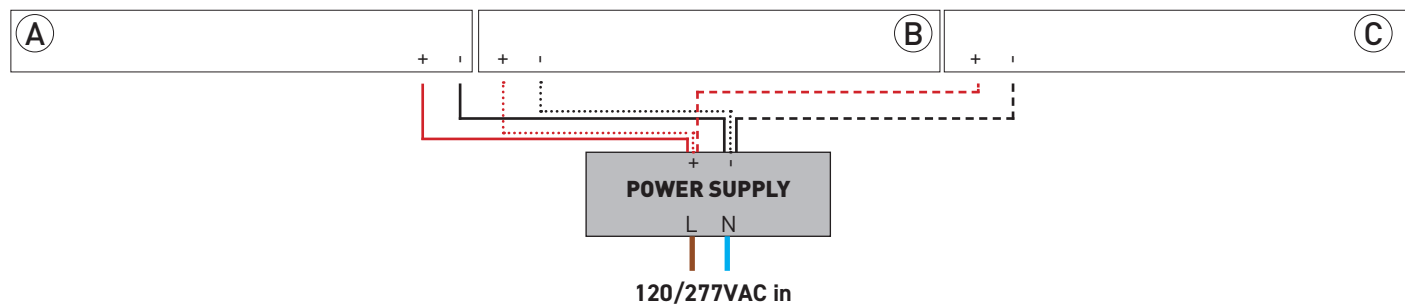 A B C
+ - + - + -
+ -
POWER SUPPLY
L N
120/277VAC in